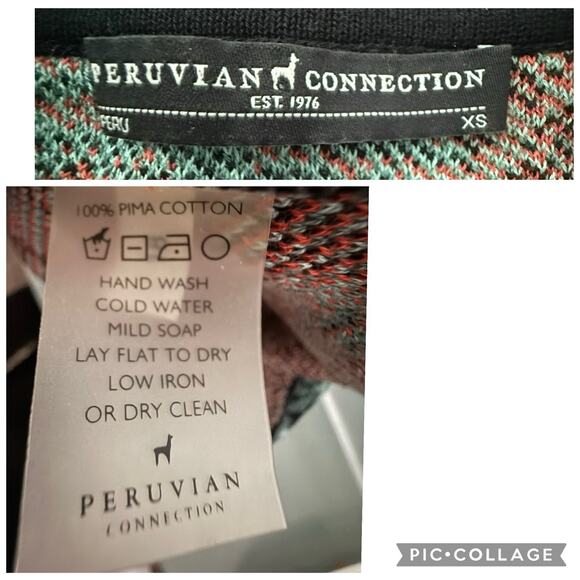 PERUVIAN CONNECTION
EST. 1976
PERU XS
100% PIMA COTTON
HAND WASH
COLD WATER
MILD SOAP
LAY FLAT TO DRY
LOW IRON
OR DRY CLEAN
PERUVIAN
CONNECTION
PIC•COLLAGE